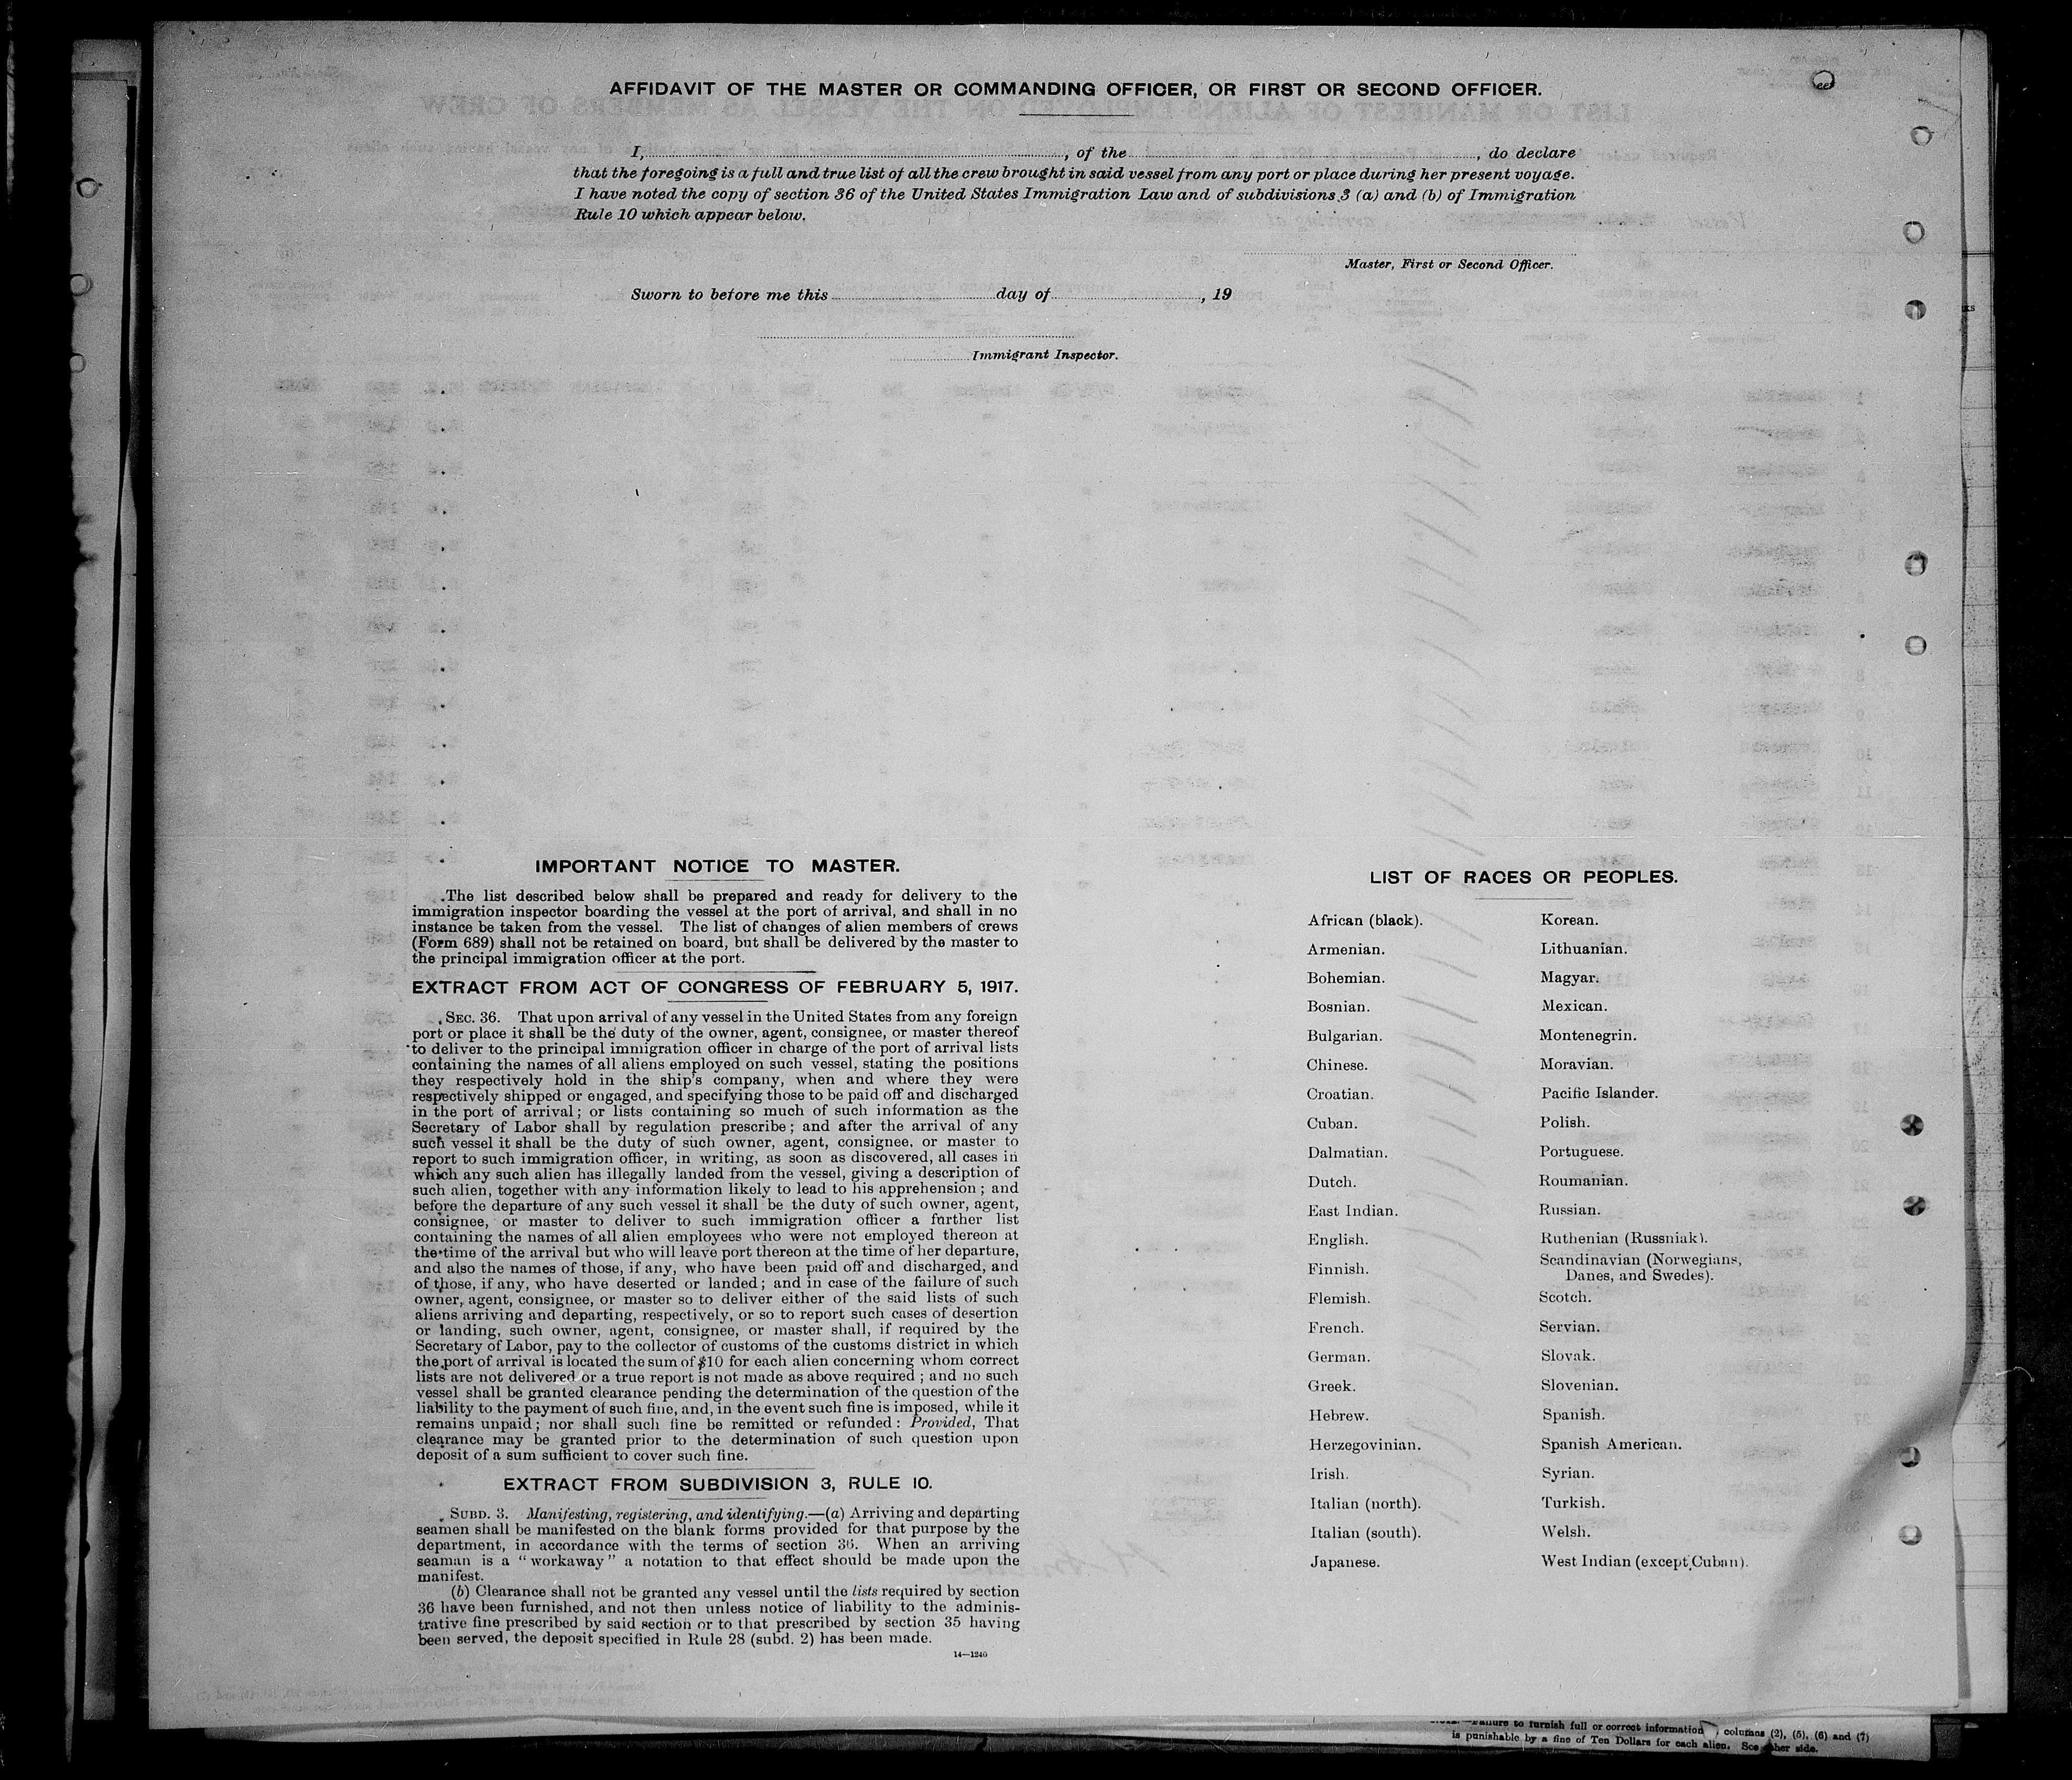 AFFIDAVIT OF THE MASTER OR COMMANDING OFFICER, OR FIRST OR SECOND OFFICER.
I, , of the , do declare
that the foregoing is a full and true list of all the crew brought in said vessel from any port or place during her present voyage.
I have noted the copy of section 36 of the United States Immigration Law and of subdivisions 3 (a) and (b) of Immigration
Rule 10 which appear below.
Master, First or Second Officer.
Sworn to before me this day of , 19
Immigrant Inspector.
IMPORTANT NOTICE TO MASTER.
The list described below shall be prepared and ready for delivery to the
immigration inspector boarding the vessel at the port of arrival, and shall in no
instance be taken from the vessel. The list of changes of alien members of crews
(Form 689) shall not be retained on board, but shall be delivered by the master to
the principal immigration officer at the port.
EXTRACT FROM ACT OF CONGRESS OF FEBRUARY 5, 1917.
SEC. 36. That upon arrival of any vessel in the United States from any foreign
port or place it shall be the duty of the owner, agent, consignee, or master thereof
to deliver to the principal immigration officer in charge of the port of arrival lists
containing the names of all aliens employed on such vessel, stating the positions
they respectively hold in the ship's company, when and where they were
respectively shipped or engaged, and specifying those to be paid off and discharged
in the port of arrival; or lists containing so much of such information as the
Secretary of Labor shall by regulation prescribe; and after the arrival of any
such vessel it shall be the duty of such owner, agent, consignee, or master to
report to such immigration officer, in writing, as soon as discovered, all cases in
which any such alien has illegally landed from the vessel, giving a description of
such alien, together with any information likely to lead to his apprehension; and
before the departure of any such vessel it shall be the duty of such owner, agent,
consignee, or master to deliver to such immigration officer a further list
containing the names of all alien employees who were not employed thereon at
the time of the arrival but who will leave port thereon at the time of her departure,
and also the names of those, if any, who have been paid off and discharged, and
of those, if any, who have deserted or landed; and in case of the failure of such
owner, agent, consignee, or master so to deliver either of the said lists of such
aliens arriving and departing, respectively, or so to report such cases of desertion
or landing, such owner, agent, consignee, or master shall, if required by the
Secretary of Labor, pay to the collector of customs of the customs district in which
the port of arrival is located the sum of $10 for each alien concerning whom correct
lists are not delivered or a true report is not made as above required; and no such
vessel shall be granted clearance pending the determination of the question of the
liability to the payment of such fine, and, in the event such fine is imposed, while it
remains unpaid; nor shall such fine be remitted or refunded: Provided, That
clearance may be granted prior to the determination of such question upon
deposit of a sum sufficient to cover such fine.
EXTRACT FROM SUBDIVISION 3, RULE 10.
SUBD. 3. Manifesting, registering, and identifying.—(a) Arriving and departing
seamen shall be manifested on the blank forms provided for that purpose by the
department, in accordance with the terms of section 36. When an arriving
seaman is a "workaway" a notation to that effect should be made upon the
manifest.
(b) Clearance shall not be granted any vessel until the lists required by section
36 have been furnished, and not then unless notice of liability to the adminis-
trative fine prescribed by said section or to that prescribed by section 35 having
been served, the deposit specified in Rule 28 (subd. 2) has been made.
14—1240
LIST OF RACES OR PEOPLES.
African (black).
Armenian.
Bohemian.
Bosnian.
Bulgarian.
Chinese.
Croatian.
Cuban.
Dalmatian.
Dutch.
East Indian.
English.
Finnish.
Flemish.
French.
German.
Greek.
Hebrew.
Herzegovinian.
Irish.
Italian (north).
Italian (south).
Japanese.
Korean.
Lithuanian.
Magyar.
Mexican.
Montenegrin.
Moravian.
Pacific Islander.
Polish.
Portuguese.
Roumanian.
Russian.
Ruthenian (Russniak).
Scandinavian (Norwegians,
Danes, and Swedes).
Scotch.
Servian.
Slovak.
Slovenian.
Spanish.
Spanish American.
Syrian.
Turkish.
Welsh.
West Indian (except Cuban).
Failure to furnish full or correct information columns (2), (5), (6) and (7)
is punishable by a fine of Ten Dollars for each alien. See other side.